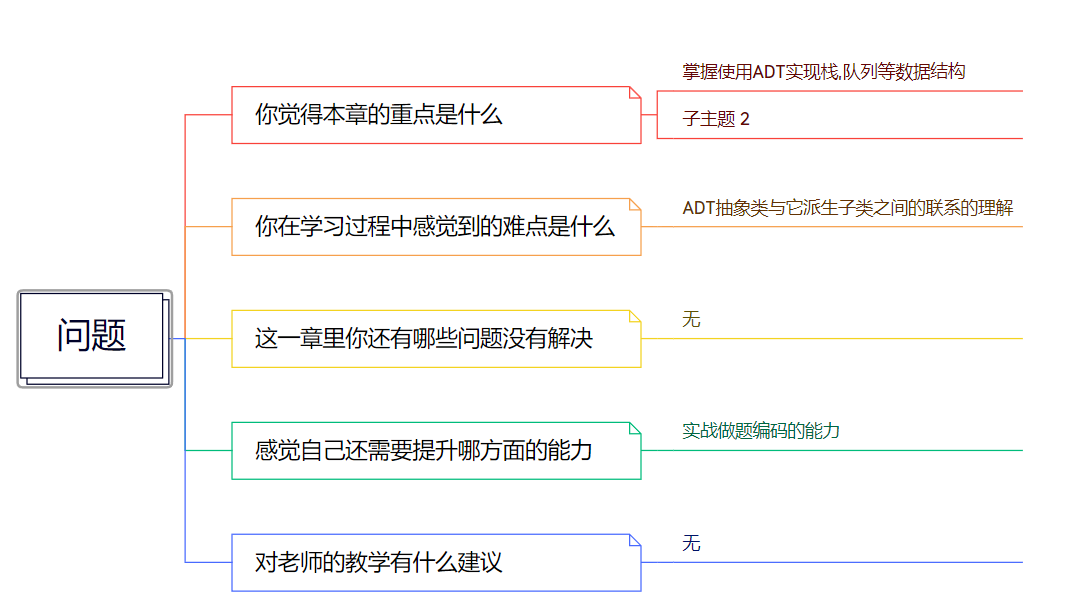 问题
你觉得本章的重点是什么
掌握使用ADT实现栈,队列等数据结构
子主题 2
你在学习过程中感觉到的难点是什么
ADT抽象类与它派生子类之间的联系的理解
这一章里你还有哪些问题没有解决
无
感觉自己还需要提升哪方面的能力
实战做题编码的能力
对老师的教学有什么建议
无